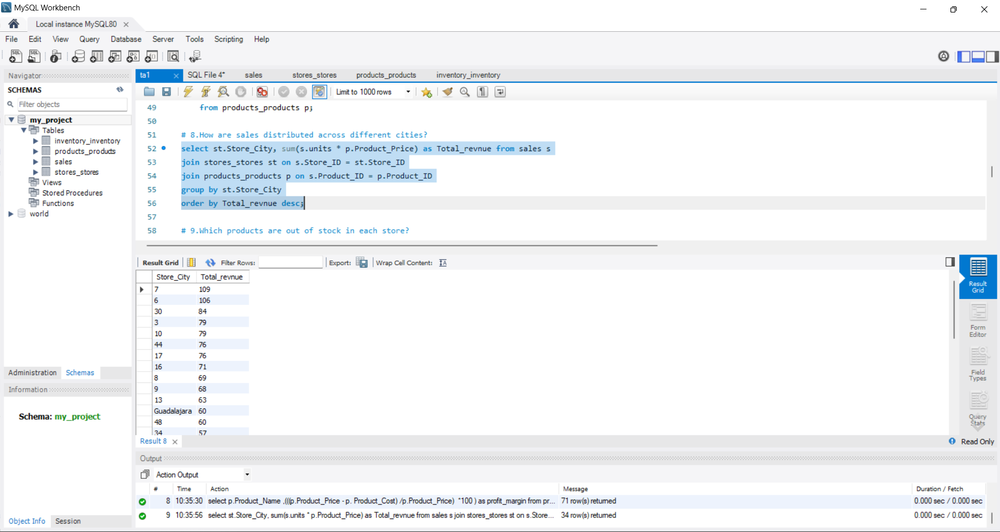 MySQL Workbench
Local instance MySQL80
File Edit View Query Database Server Tools Scripting Help
Navigator
SCHEMAS
Filter objects
my_project
Tables
inventory_inventory
products_products
sales
stores_stores
Views
Stored Procedures
Functions
world
Administration Schemas
Information
Schema: my_project
Object Info Session
ta1 SQL File 4* sales stores_stores products_products inventory_inventory
Limit to 1000 rows
49 from products_products p;
50
51 # 8.How are sales distributed across different cities?
52 select st.Store_City, sum(s.units * p.Product_Price) as Total_revnue from sales s
53 join stores_stores st on s.Store_ID = st.Store_ID
54 join products_products p on s.Product_ID = p.Product_ID
55 group by st.Store_City
56 order by Total_revnue desc;
57
58 # 9.Which products are out of stock in each store?
Result Grid Filter Rows: Export: Wrap Cell Content:
Store_City Total_revnue
7 109
6 106
30 84
3 79
10 79
44 76
17 76
16 71
8 69
9 68
13 63
Guadalajara 60
48 60
34 57
Result Grid
Form Editor
Field Types
Query Stats
Result 8
Read Only
Output
Action Output
# Time Action Message Duration / Fetch
8 10:35:30 select p.Product_Name ,(((p.Product_Price - p. Product_Cost) /p.Product_Price) *100 ) as profit_margin from pr... 71 row(s) returned 0.000 sec / 0.000 sec
9 10:35:56 select st.Store_City, sum(s.units * p.Product_Price) as Total_revnue from sales s join stores_stores st on s.Store... 34 row(s) returned 0.000 sec / 0.000 sec